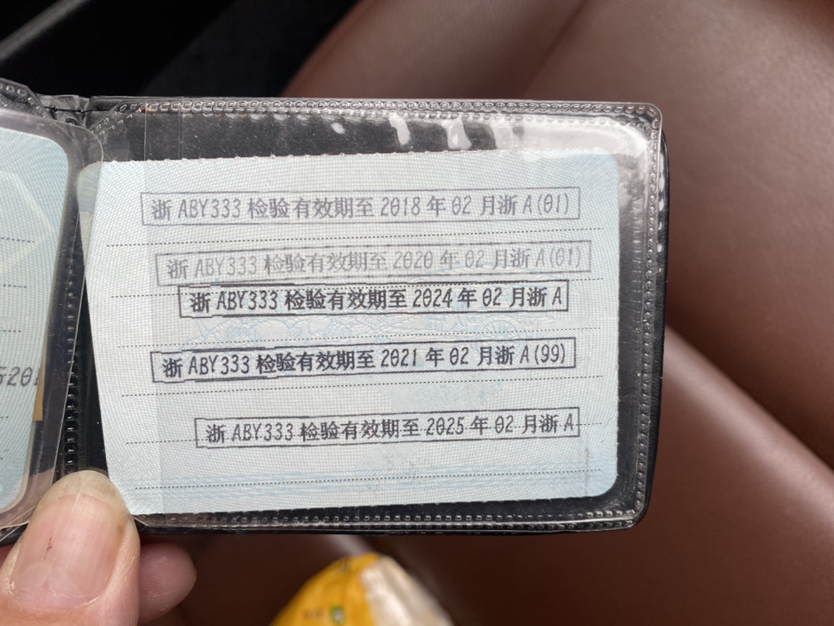 浙 ABY333 检验有效期至 2018 年 02 月浙 A(01)
浙 ABY333 检验有效期至 2020 年 02 月浙 A(01)
浙 ABY333 检验有效期至 2024 年 02 月浙 A
浙 ABY333 检验有效期至 2021 年 02 月浙 A(99)
浙 ABY333 检验有效期至 2025 年 02 月浙 A